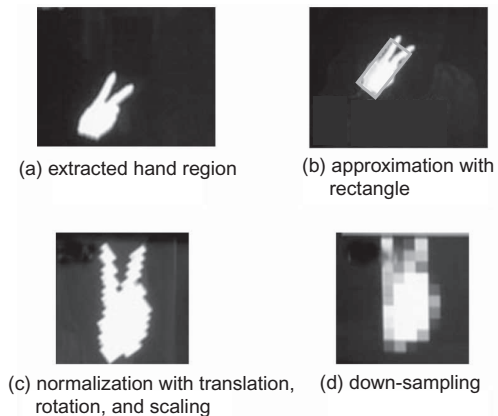 (a) extracted hand region
(b) approximation with
rectangle
(c) normalization with translation,
rotation, and scaling
(d) down-sampling